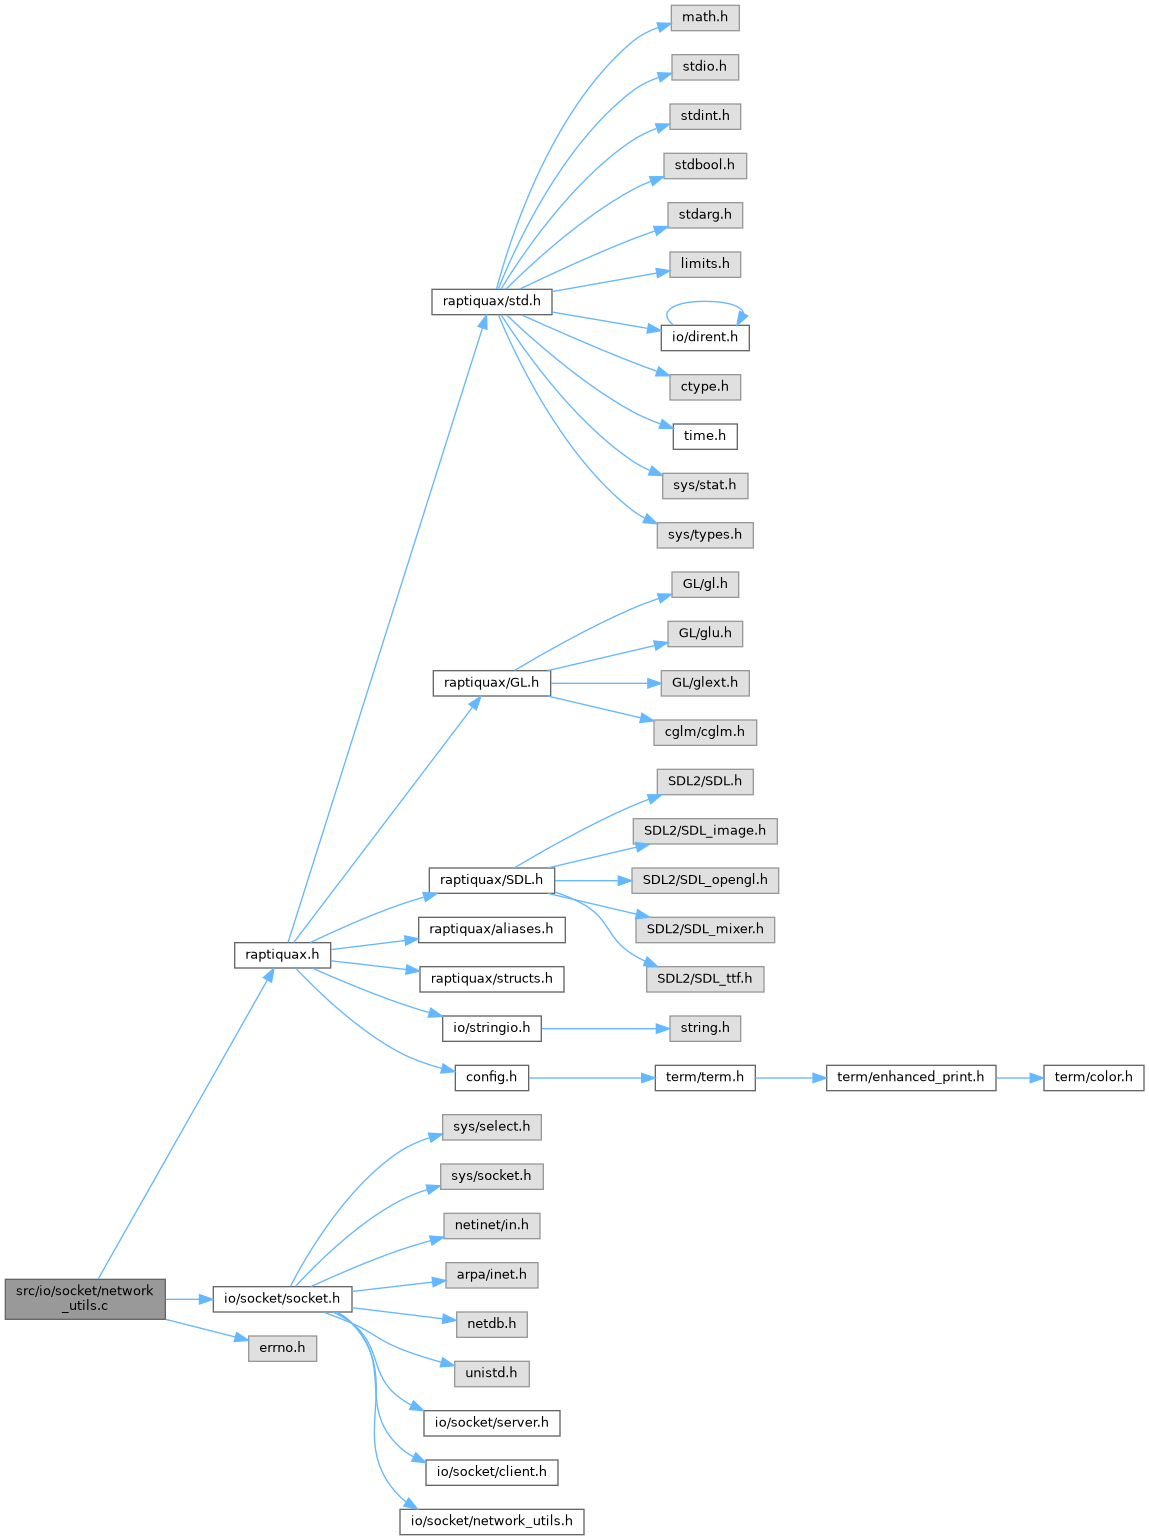 math.h
stdio.h
stdint.h
stdbool.h
stdarg.h
limits.h
raptiquax/std.h
io/dirent.h
ctype.h
time.h
sys/stat.h
sys/types.h
GL/gl.h
GL/glu.h
raptiquax/GL.h
GL/glext.h
cglm/cglm.h
SDL2/SDL.h
SDL2/SDL_image.h
raptiquax/SDL.h
SDL2/SDL_opengl.h
raptiquax/aliases.h
SDL2/SDL_mixer.h
raptiquax.h
raptiquax/structs.h
SDL2/SDL_ttf.h
io/stringio.h
string.h
config.h
term/term.h
term/enhanced_print.h
term/color.h
sys/select.h
sys/socket.h
netinet/in.h
arpa/inet.h
src/io/socket/network
_utils.c
io/socket/socket.h
netdb.h
errno.h
unistd.h
io/socket/server.h
io/socket/client.h
io/socket/network_utils.h